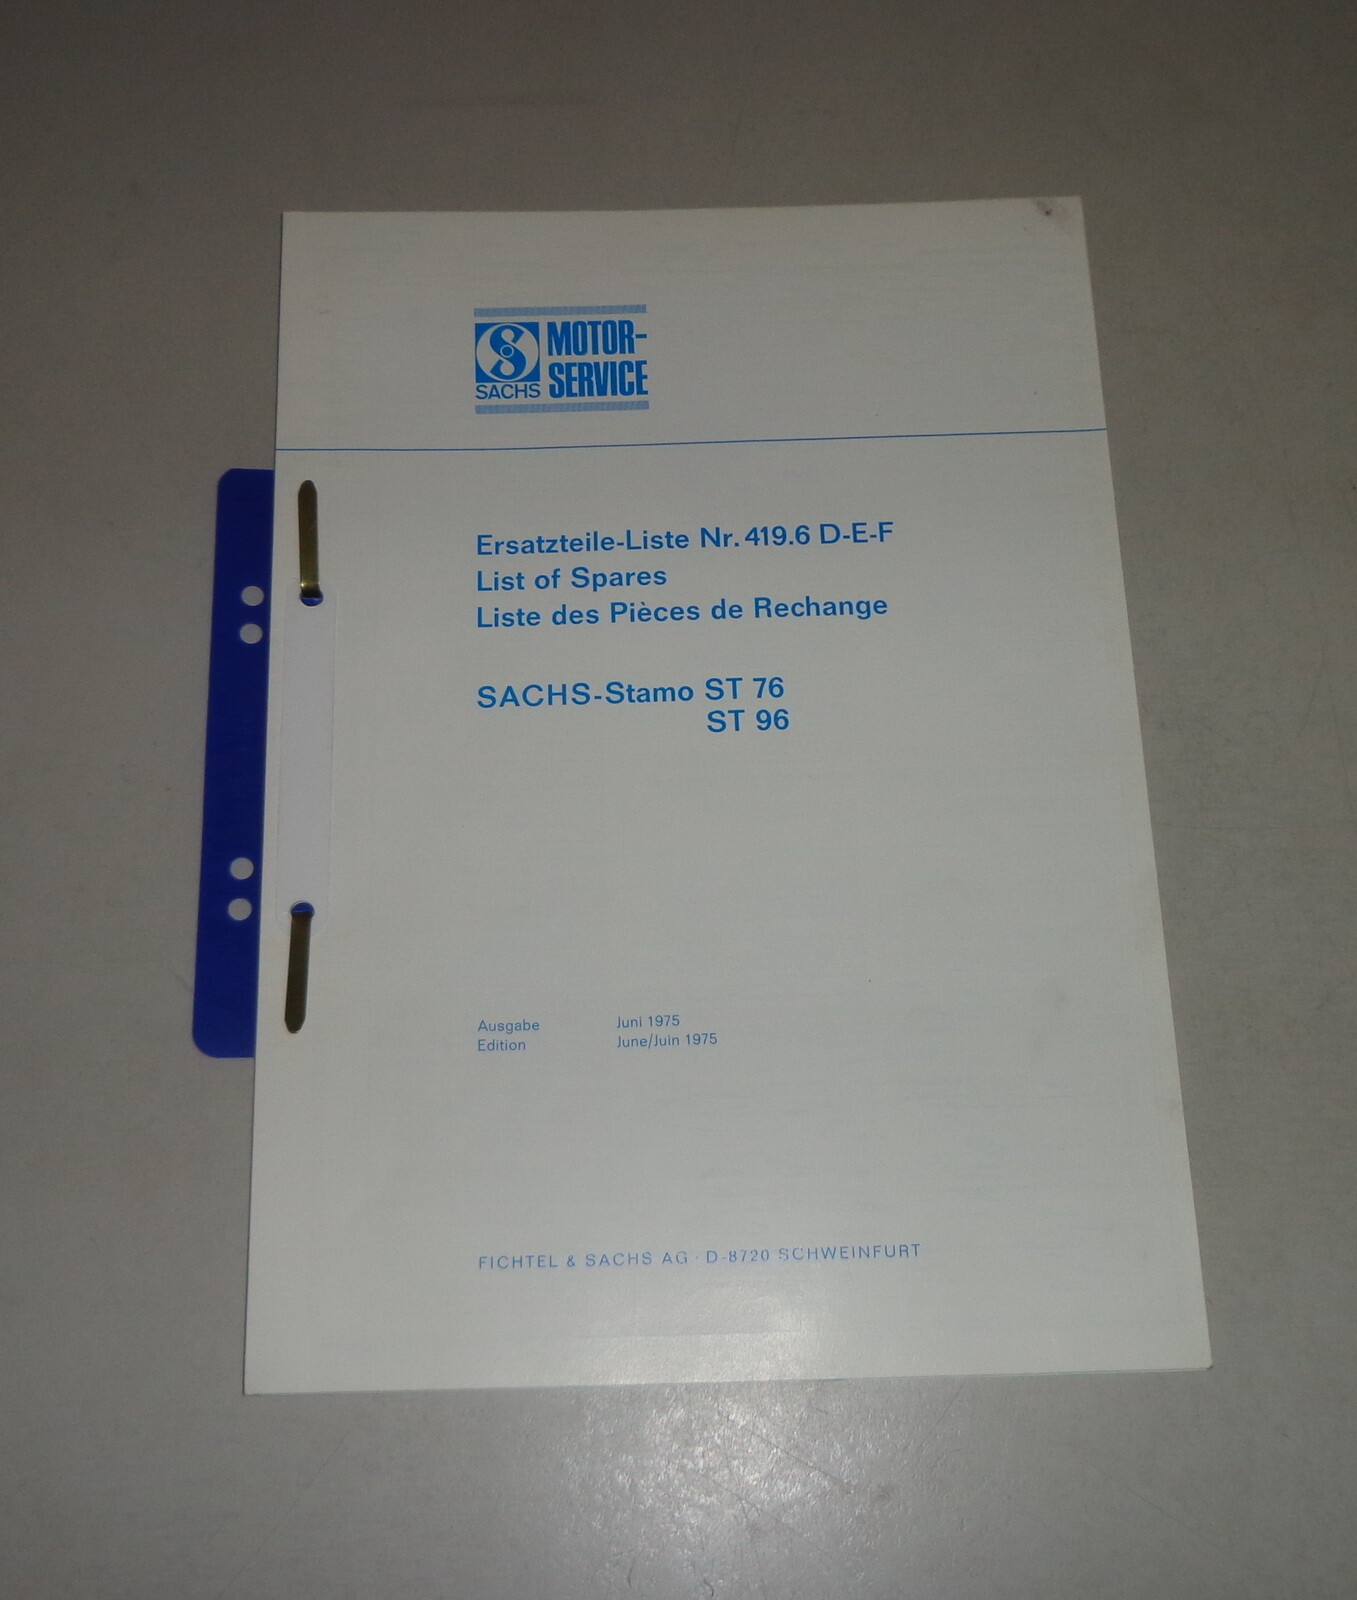 MOTOR-
SERVICE
SACHS
Ersatzteile-Liste Nr. 419.6 D-E-F
List of Spares
Liste des Pièces de Rechange
SACHS-Stamo ST 76
ST 96
Ausgabe Juni 1975
Edition June/Juin 1975
FICHTEL & SACHS AG · D-8720 SCHWEINFURT